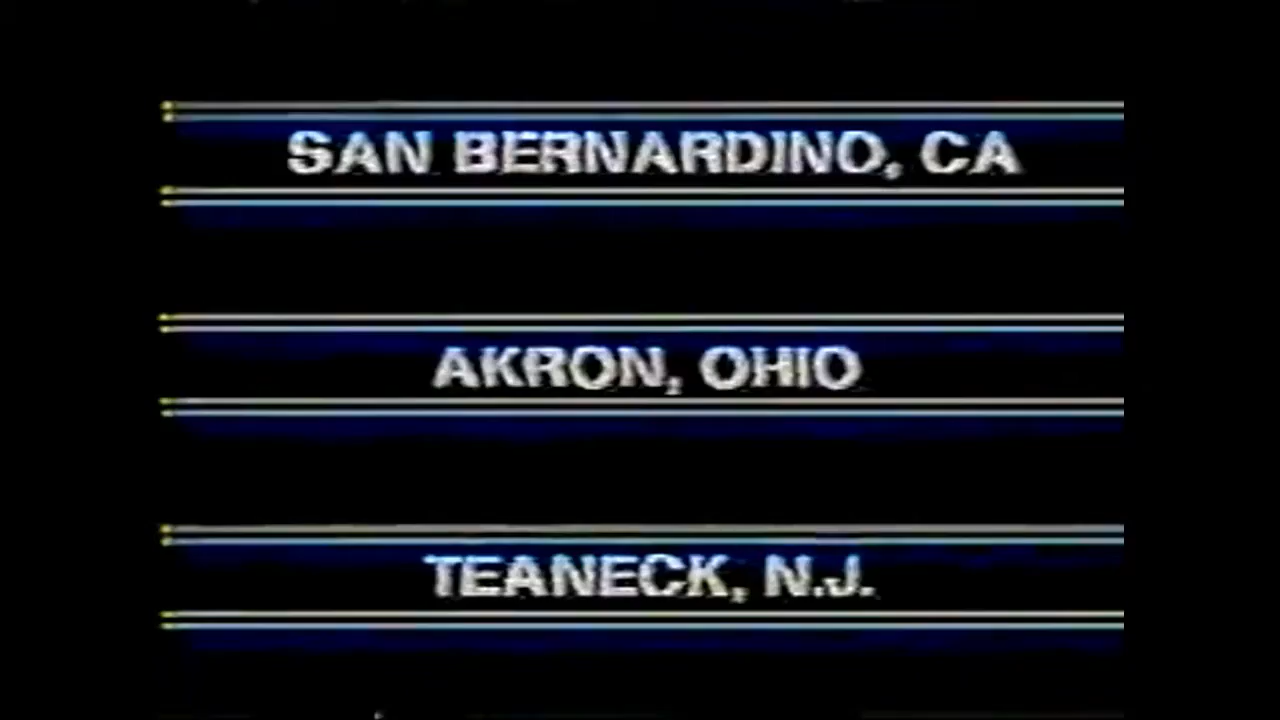 SAN BERNARDINO, CA
AKRON, OHIO
TEANECK, N.J.